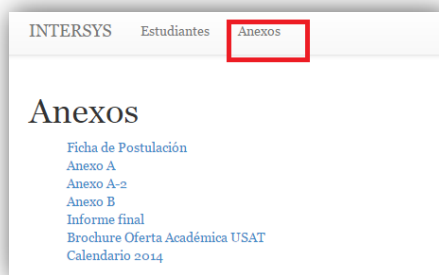 INTERSYS Estudiantes Anexos
Anexos
Ficha de Postulación
Anexo A
Anexo A-2
Anexo B
Informe final
Brochure Oferta Académica USAT
Calendario 2014